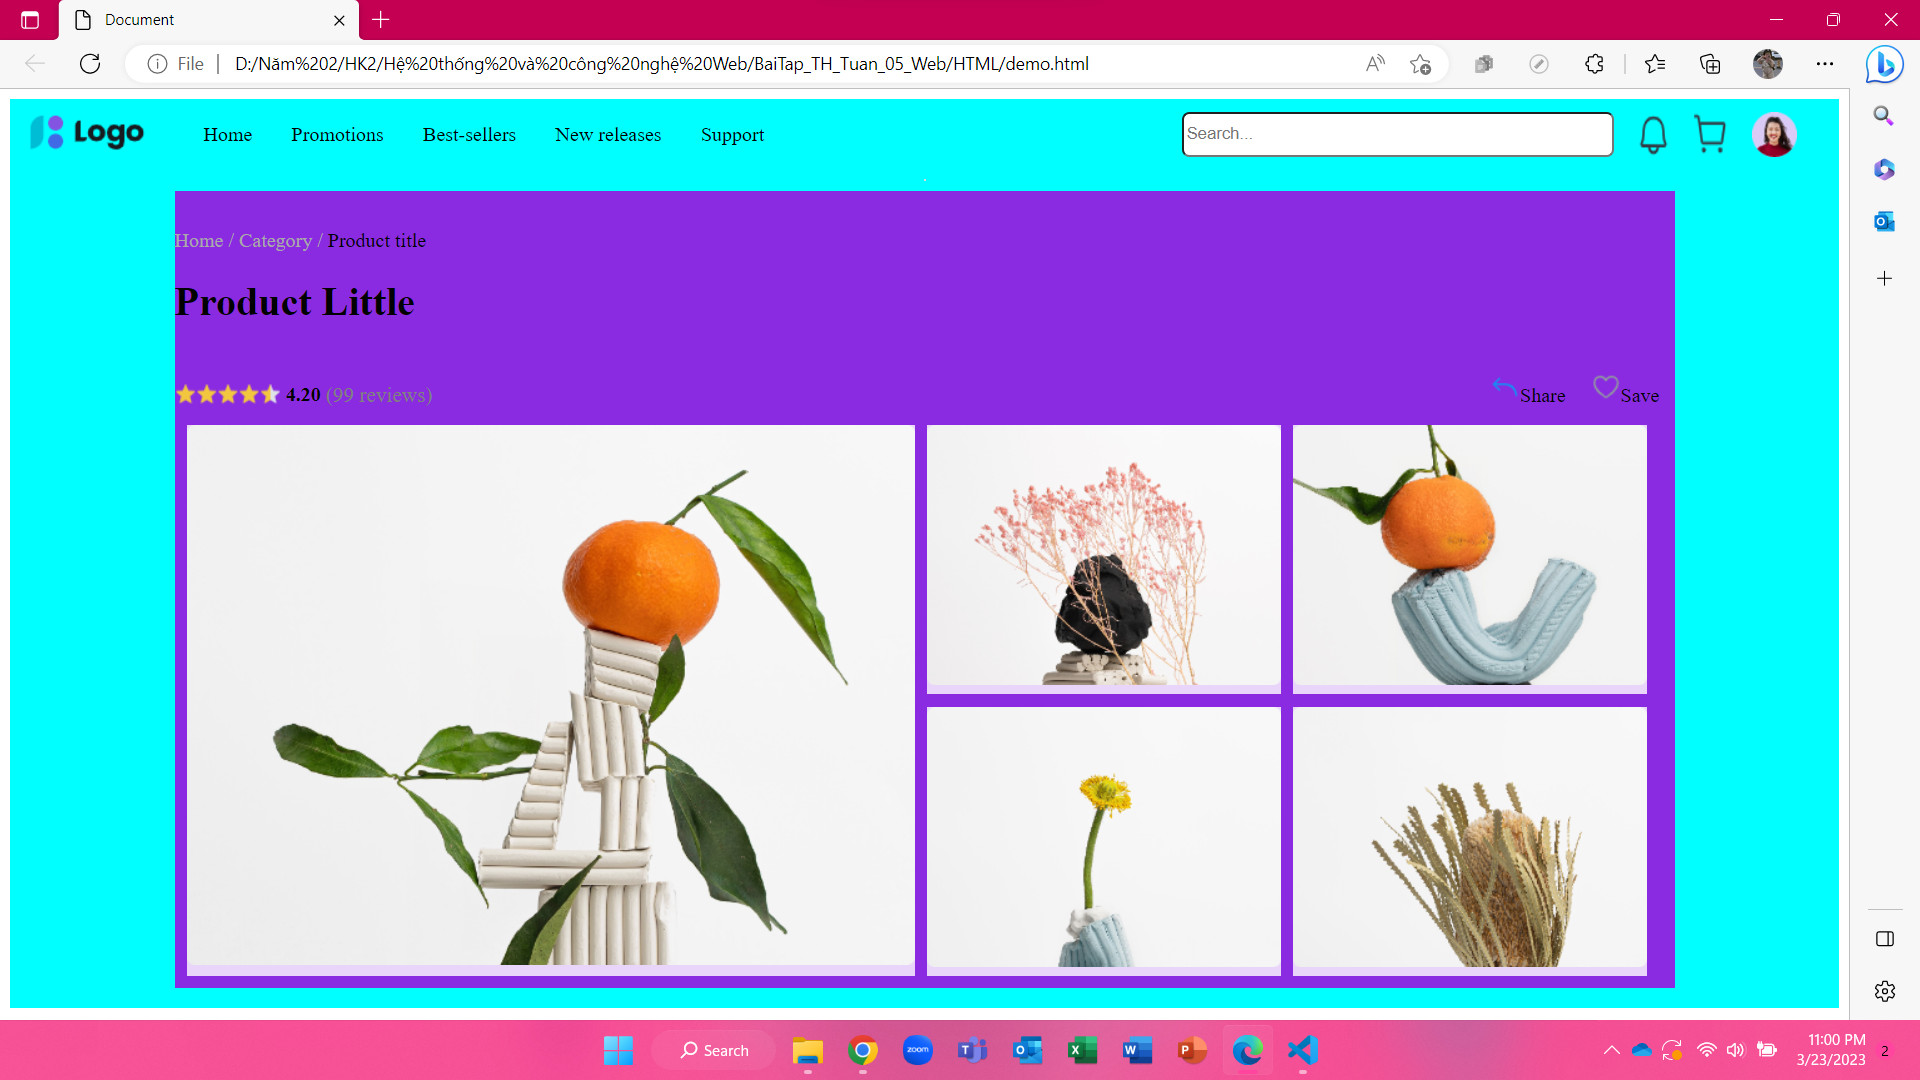 Document
File
D:/Năm%202/HK2/Hệ%20thống%20và%20công%20nghệ%20Web/BaiTap_TH_Tuan_05_Web/HTML/demo.html
Logo
Home Promotions Best-sellers New releases Support
Search...
Home / Category / Product title
Product Little
4.20 (99 reviews)
Share Save
Search
zoom
11:00 PM
3/23/2023
2